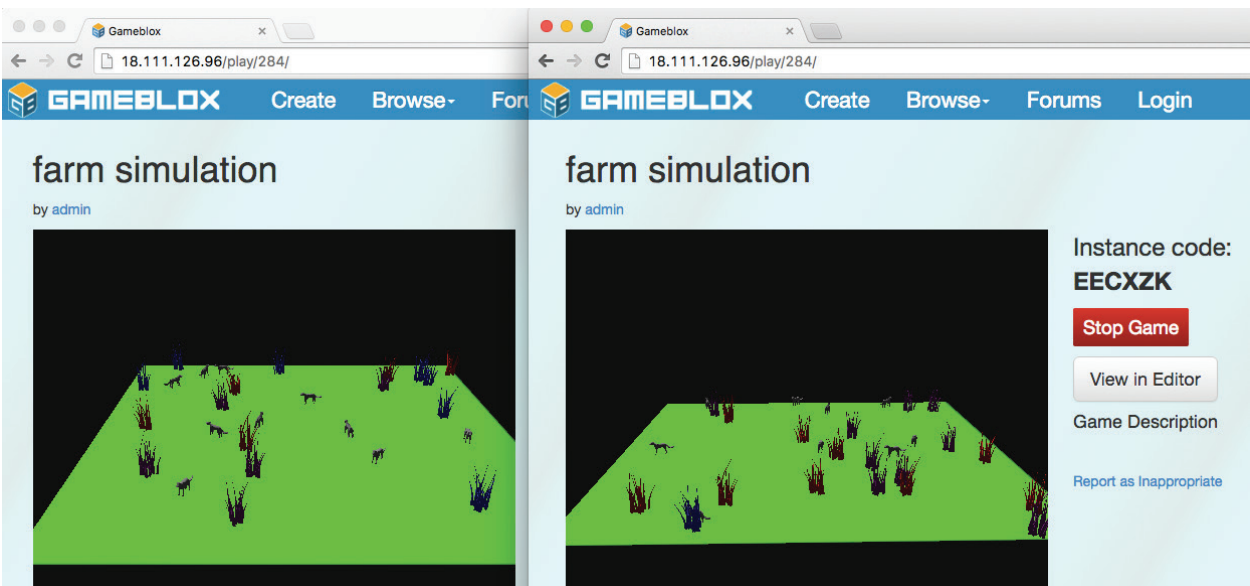 Gameblox ×
18.111.126.96/play/284/
GAMEBLOX Create Browse For
farm simulation
by admin
Gameblox ×
18.111.126.96/play/284/
GAMEBLOX Create Browse Forums Login
farm simulation
by admin
Instance code:
EECXZK
Stop Game
View in Editor
Game Description
Report as Inappropriate